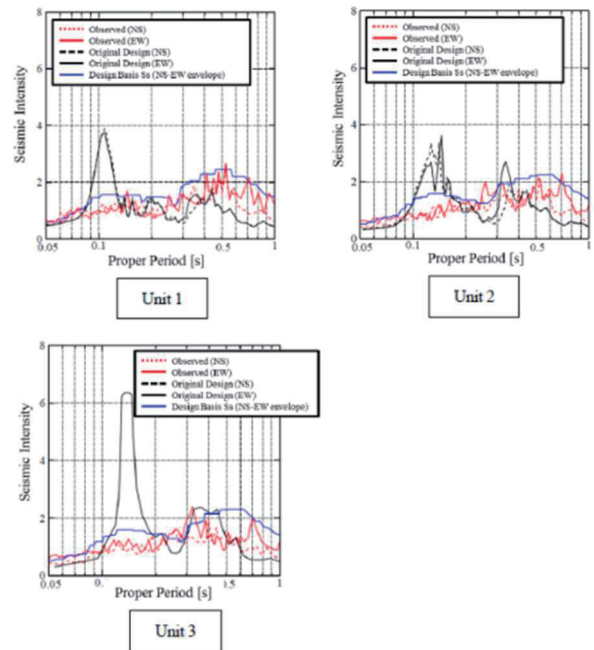 8
6
4
2
0
Seismic Intensity
Observed (NS)
Observed (EW)
Original Design (NS)
Original Design (EW)
Design Basis Ss (NS-EW envelope)
0.05
0.1
0.5
1
Proper Period [s]
Unit 1
8
6
4
2
0
Seismic Intensity
Observed (NS)
Observed (EW)
Original Design (NS)
Original Design (EW)
Design Basis Ss (NS-EW envelope)
0.05
0.1
0.5
1
Proper Period [s]
Unit 2
8
6
4
2
0
Seismic Intensity
Observed (NS)
Observed (EW)
Original Design (NS)
Original Design (EW)
Design Basis Ss (NS-EW envelope)
0.05
0.
1
Proper Period [s]
Unit 3